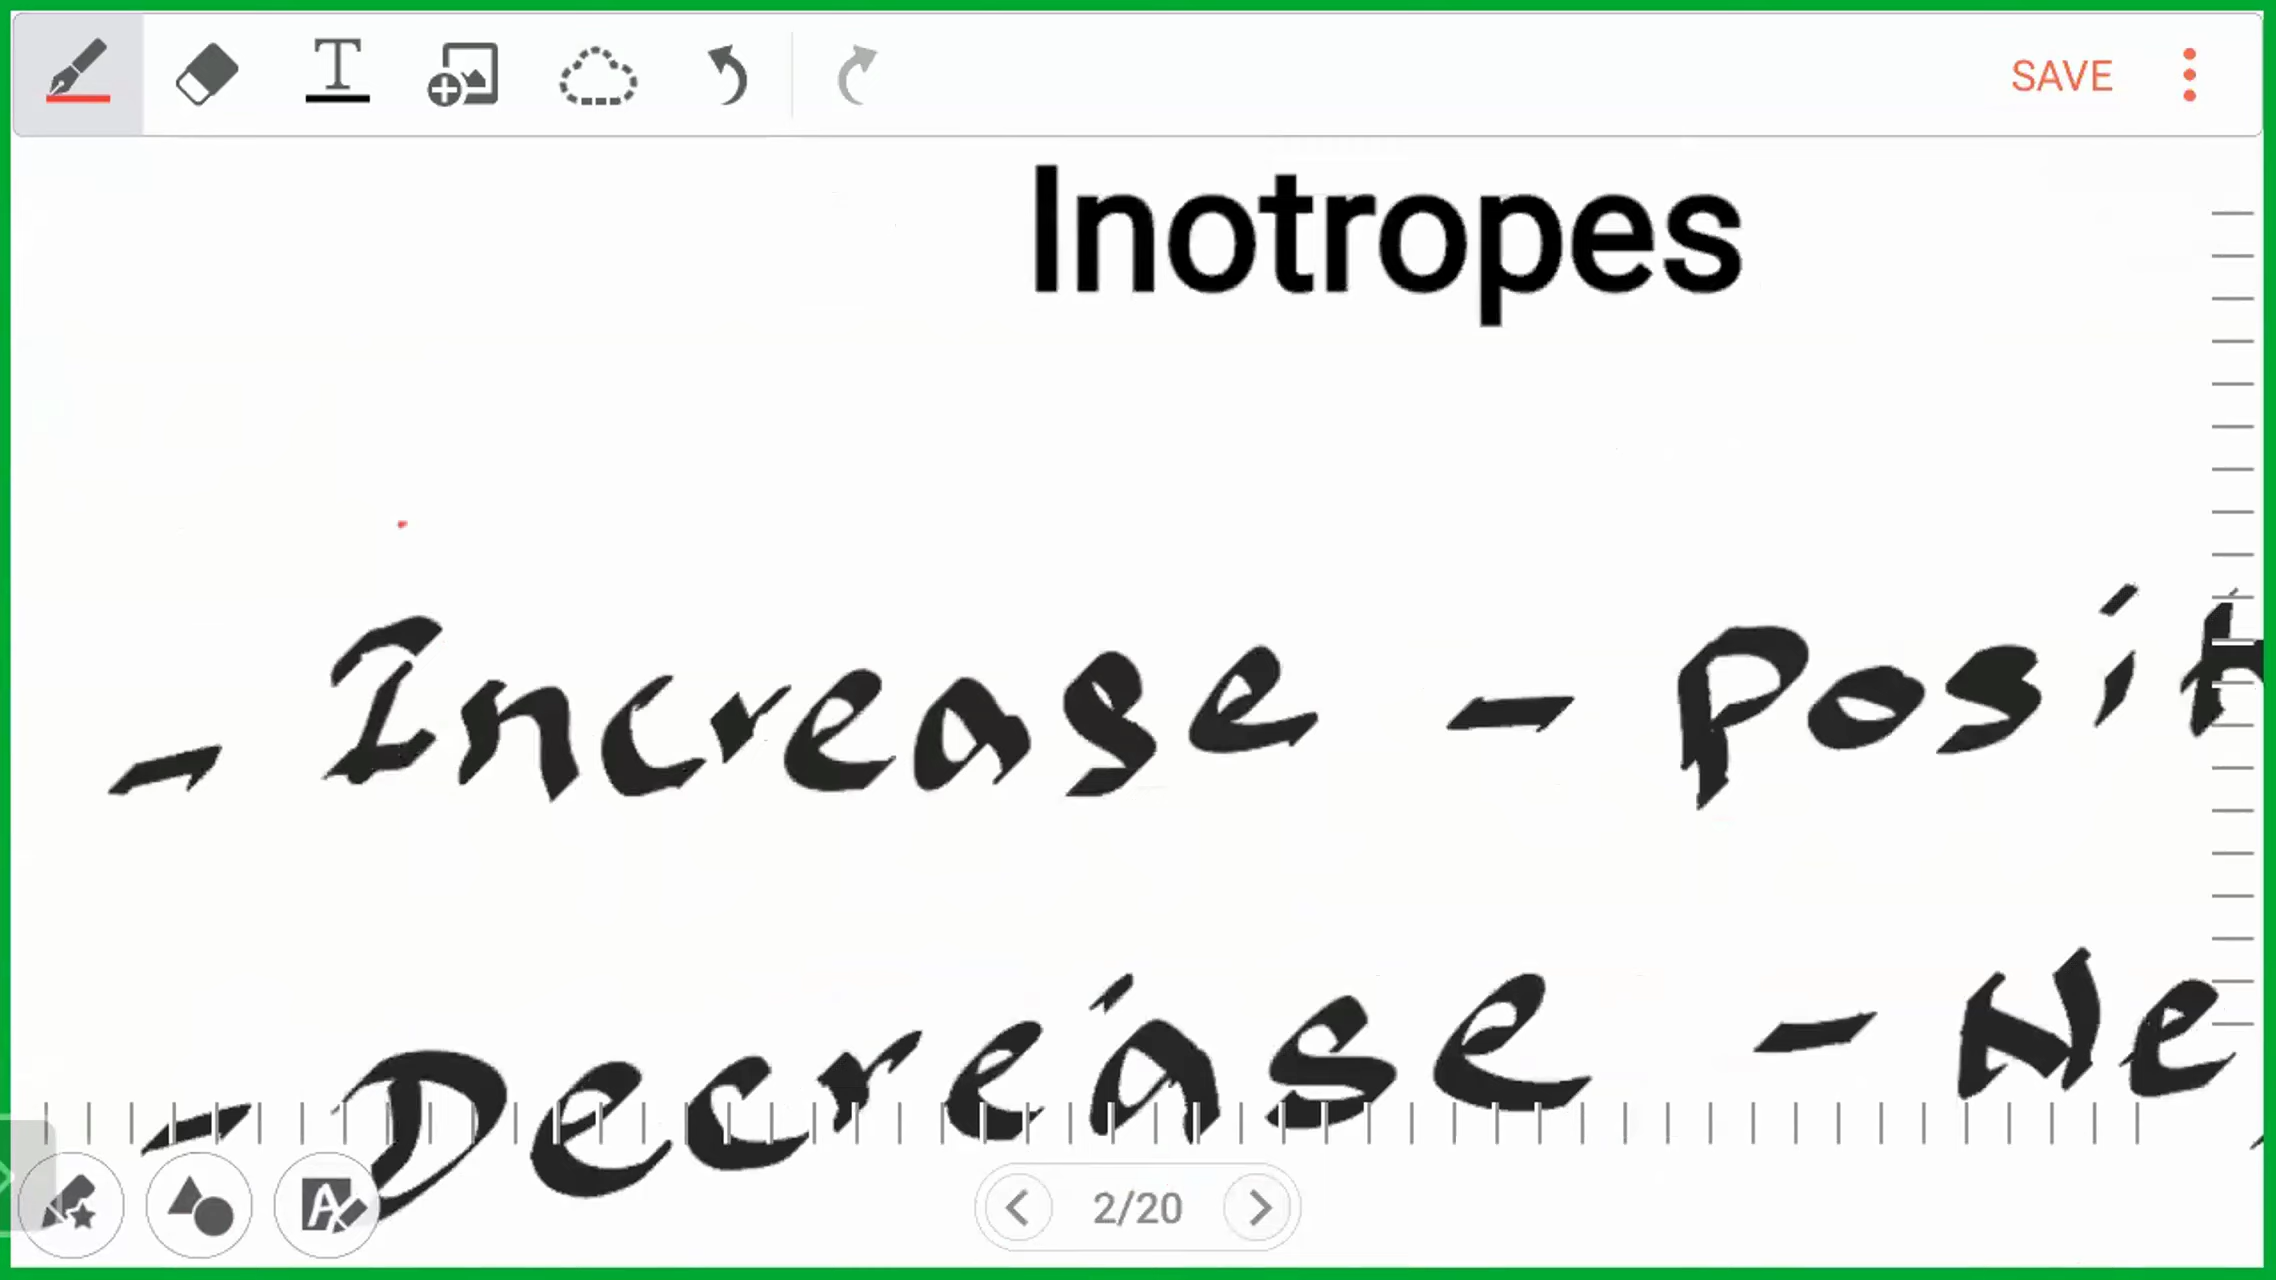 T SAVE
Inotropes
- Increase - Posit
- Decrease - Ne
A 2/20